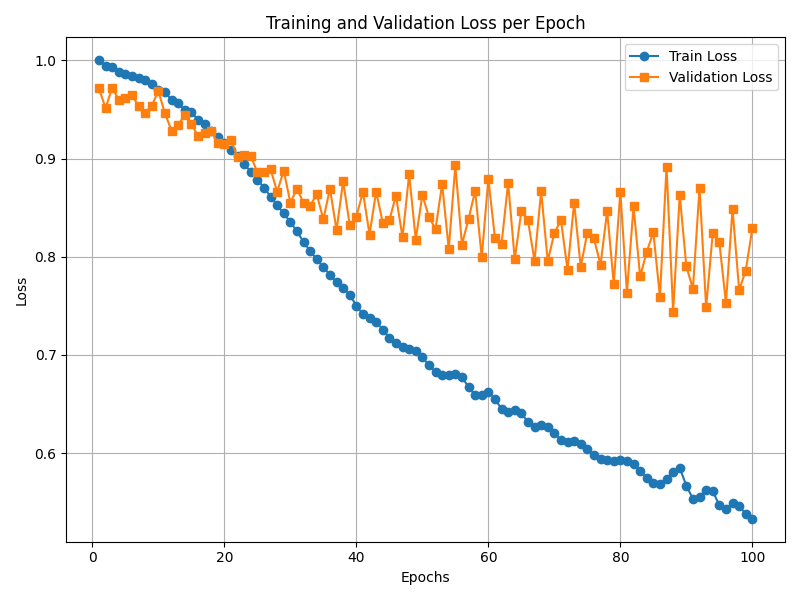 Training and Validation Loss per Epoch
Train Loss
Validation Loss
1.0
0.9
0.8
0.7
0.6
Loss
0 20 40 60 80 100
Epochs